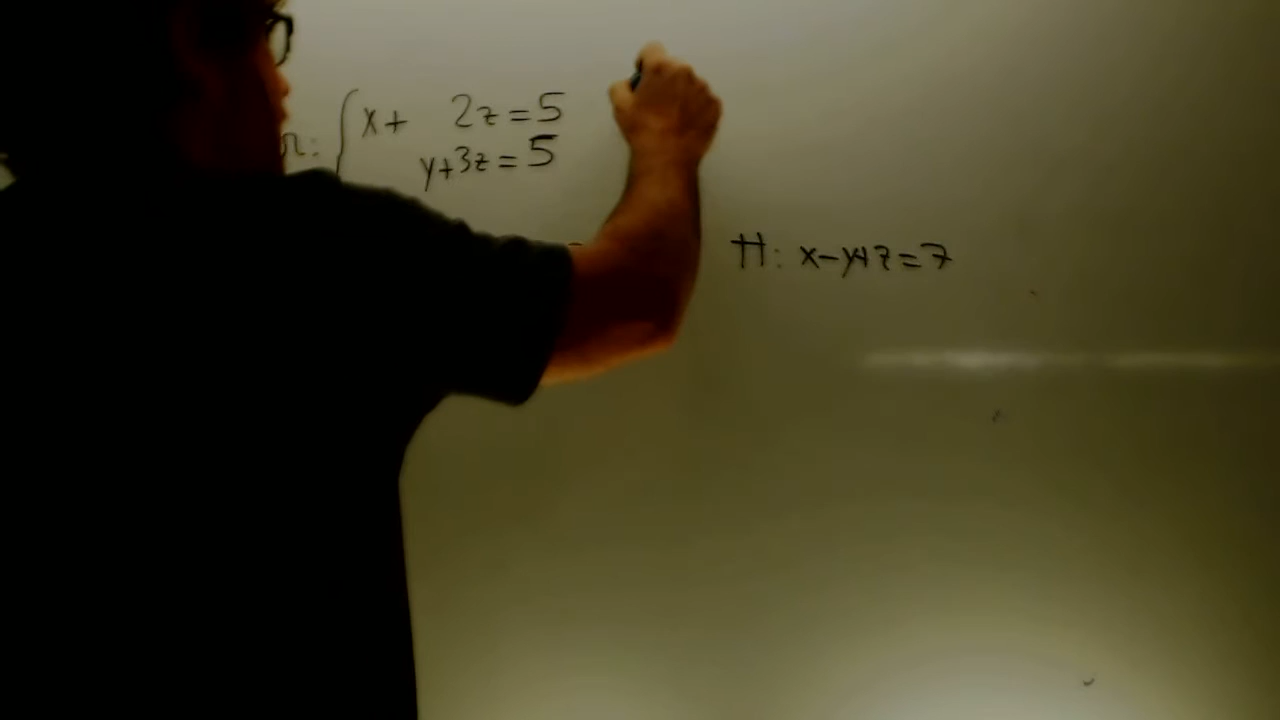 r: { x + 2z = 5
y + 3z = 5
π: x - y + z = 7